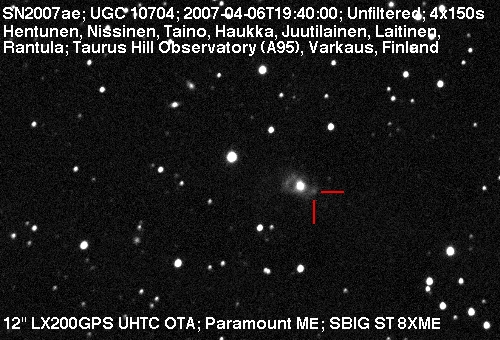 SN2007ae; UGC 10704; 2007-04-06T19:40:00; Unfiltered; 4x150s
Hentunen, Nissinen, Taino, Haukka, Juutilainen, Laitinen,
Rantula; Taurus Hill Observatory (A95), Varkaus, Finland
12" LX200GPS UHTC OTA; Paramount ME; SBIG ST 8XME